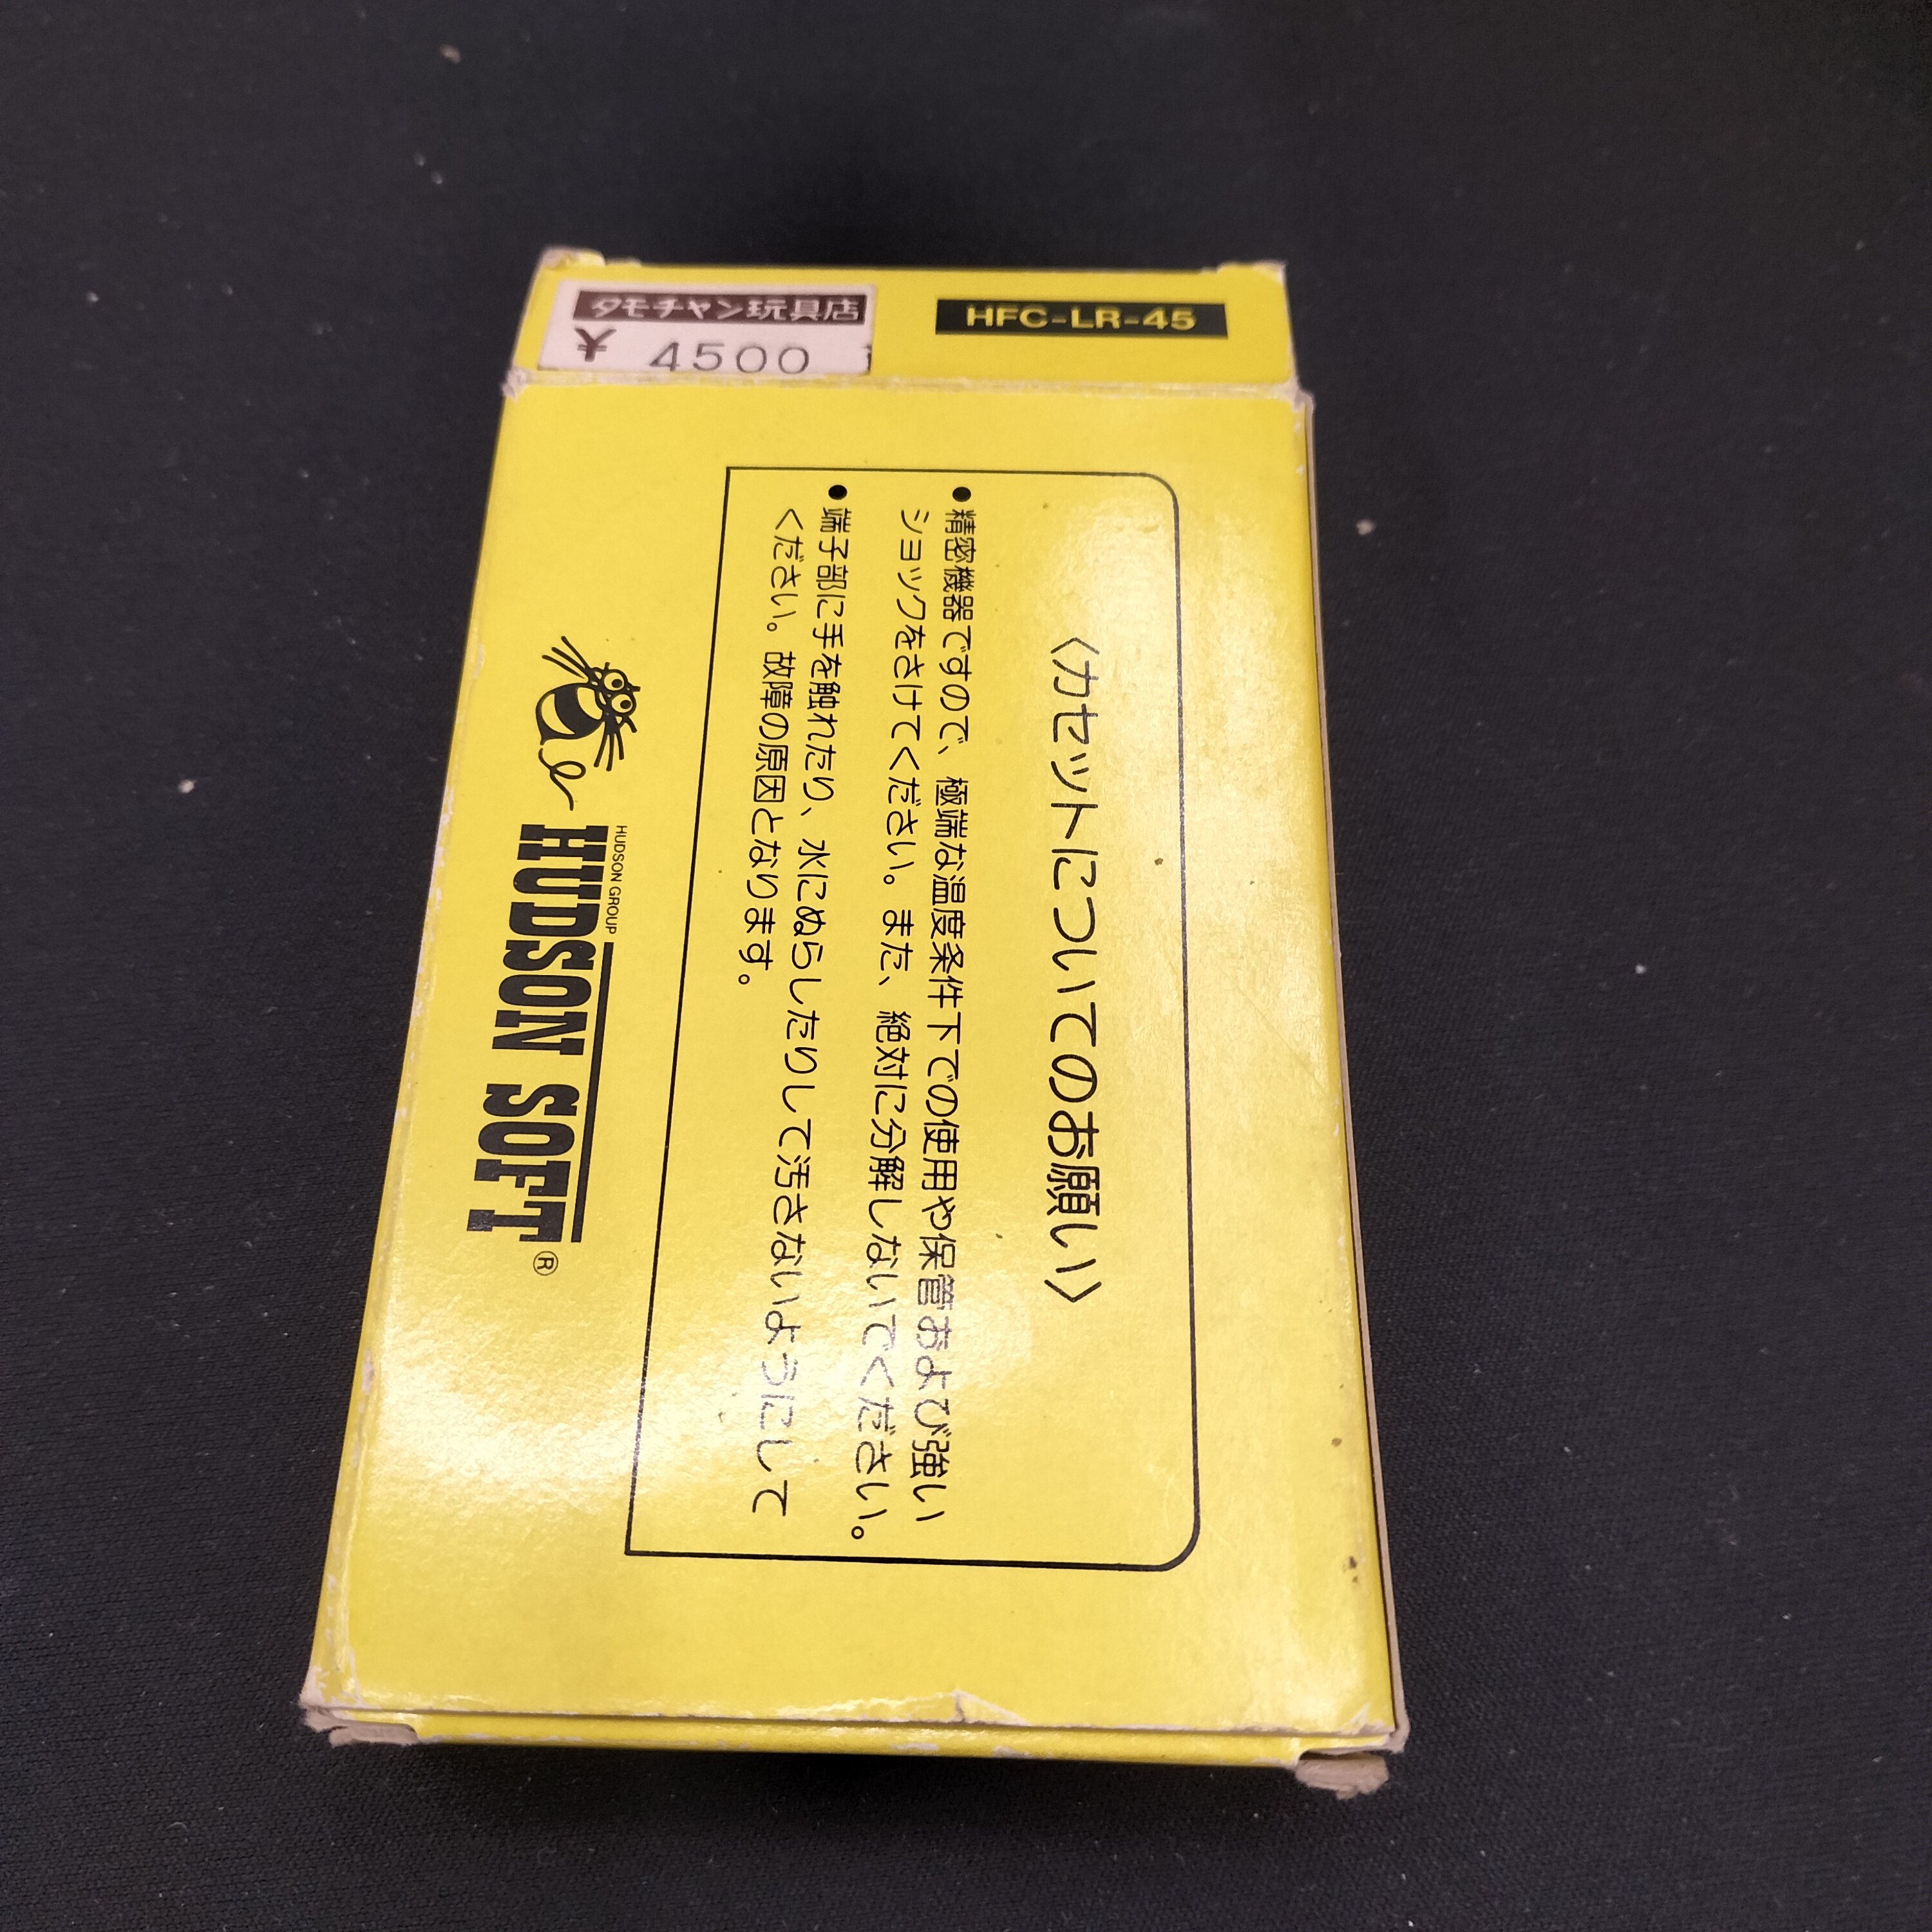 タモチャン玩具店
¥ 4500
HFC-LR-45
〈カセットについてのお願い〉
●精密機器ですので、極端な温度条件下での使用や保管および強い
ショックをさけてください。また、絶対に分解しないでください。
●端子部に手を触れたり、水にぬらしたりして汚さないようにして
ください。故障の原因となります。
HUDSON GROUP
HUDSON SOFT®